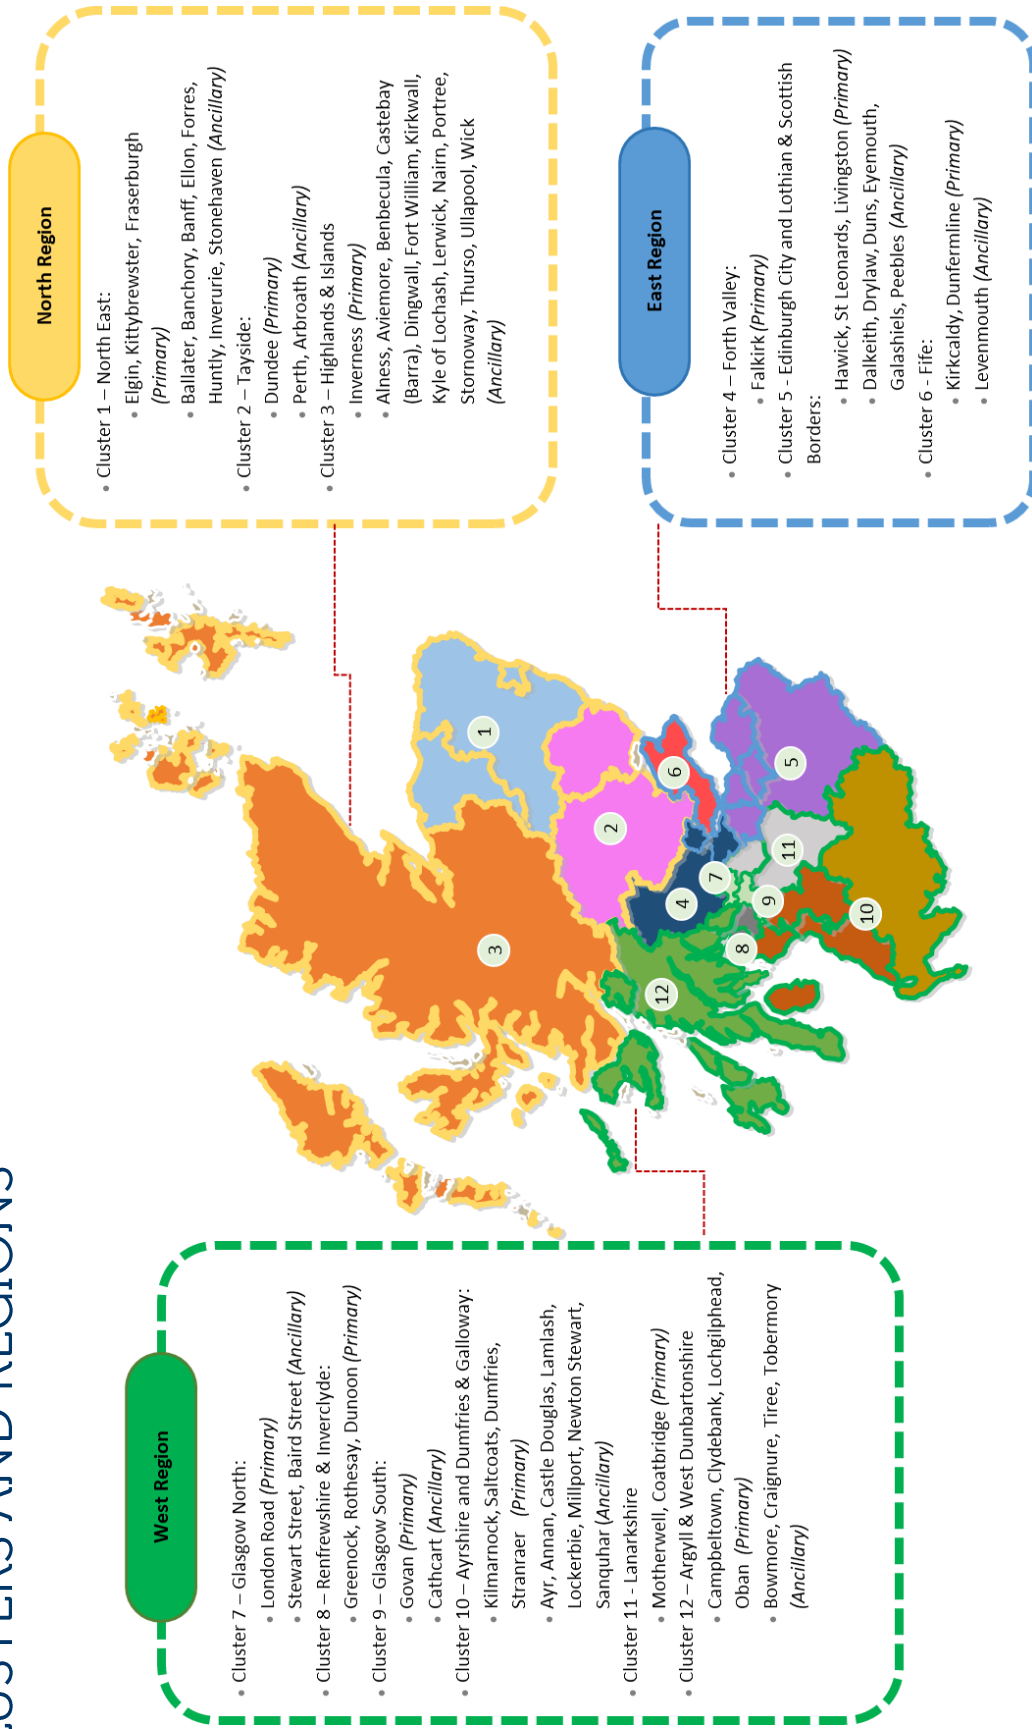 AND REGIONS
West Region
• Cluster 7 – Glasgow North:
• London Road (Primary)
• Stewart Street, Baird Street (Ancillary)
• Cluster 8 – Renfrewshire & Inverclyde:
• Greenock, Rothesay, Dunoon (Primary)
• Cluster 9 – Glasgow South:
• Govan (Primary)
• Cathcart (Ancillary)
• Cluster 10 – Ayrshire and Dumfries & Galloway:
• Kilmarnock, Saltcoats, Dumfries,
Stranraer (Primary)
• Ayr, Annan, Castle Douglas, Lamlash,
Lockerbie, Millport, Newton Stewart,
Sanquhar (Ancillary)
• Cluster 11 - Lanarkshire
• Motherwell, Coatbridge (Primary)
• Cluster 12 – Argyll & West Dunbartonshire
• Campbeltown, Clydebank, Lochgilphead,
Oban (Primary)
• Bowmore, Craignure, Tiree, Tobermory
(Ancillary)
3
1
2
12
4
6
7
8
9
11
5
10
North Region
• Cluster 1 – North East:
• Elgin, Kittybrewster, Fraserburgh
(Primary)
• Ballater, Banchory, Banff, Ellon, Forres,
Huntly, Inverurie, Stonehaven (Ancillary)
• Cluster 2 – Tayside:
• Dundee (Primary)
• Perth, Arbroath (Ancillary)
• Cluster 3 – Highlands & Islands
• Inverness (Primary)
• Alness, Aviemore, Benbecula, Castebay
(Barra), Dingwall, Fort William, Kirkwall,
Kyle of Lochash, Lerwick, Nairn, Portree,
Stornoway, Thurso, Ullapool, Wick
(Ancillary)
East Region
• Cluster 4 – Forth Valley:
• Falkirk (Primary)
• Cluster 5 - Edinburgh City and Lothian & Scottish
Borders:
• Hawick, St Leonards, Livingston (Primary)
• Dalkeith, Drylaw, Duns, Eyemouth,
Galashiels, Peebles (Ancillary)
• Cluster 6 - Fife:
• Kirkcaldy, Dunfermline (Primary)
• Levenmouth (Ancillary)